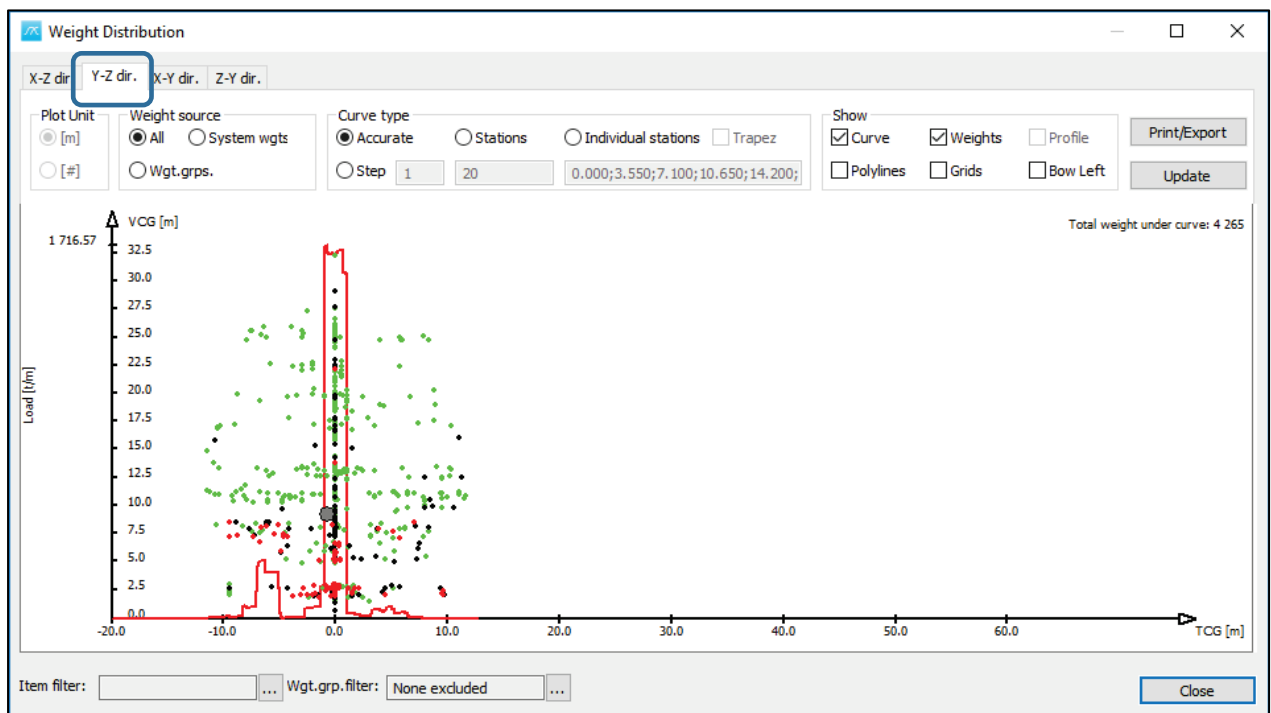 Weight Distribution
X-Z dir Y-Z dir. X-Y dir. Z-Y dir.
Plot Unit Weight source Curve type Show
[m] All System wgts Accurate Stations Individual stations Trapez Curve Weights Profile Print/Export
[#] Wgt.grps. Step 1 20 0.000;3.550;7.100;10.650;14.200; Polylines Grids Bow Left Update
VCG [m] Total weight under curve: 4 265
1 716.57
32.5
30.0
27.5
25.0
22.5
20.0
17.5
15.0
12.5
10.0
7.5
5.0
2.5
0.0
Load [t/m]
-20.0 -10.0 0.0 10.0 20.0 30.0 40.0 50.0 60.0 TCG [m]
Item filter: ... Wgt.grp.filter: None excluded ... Close